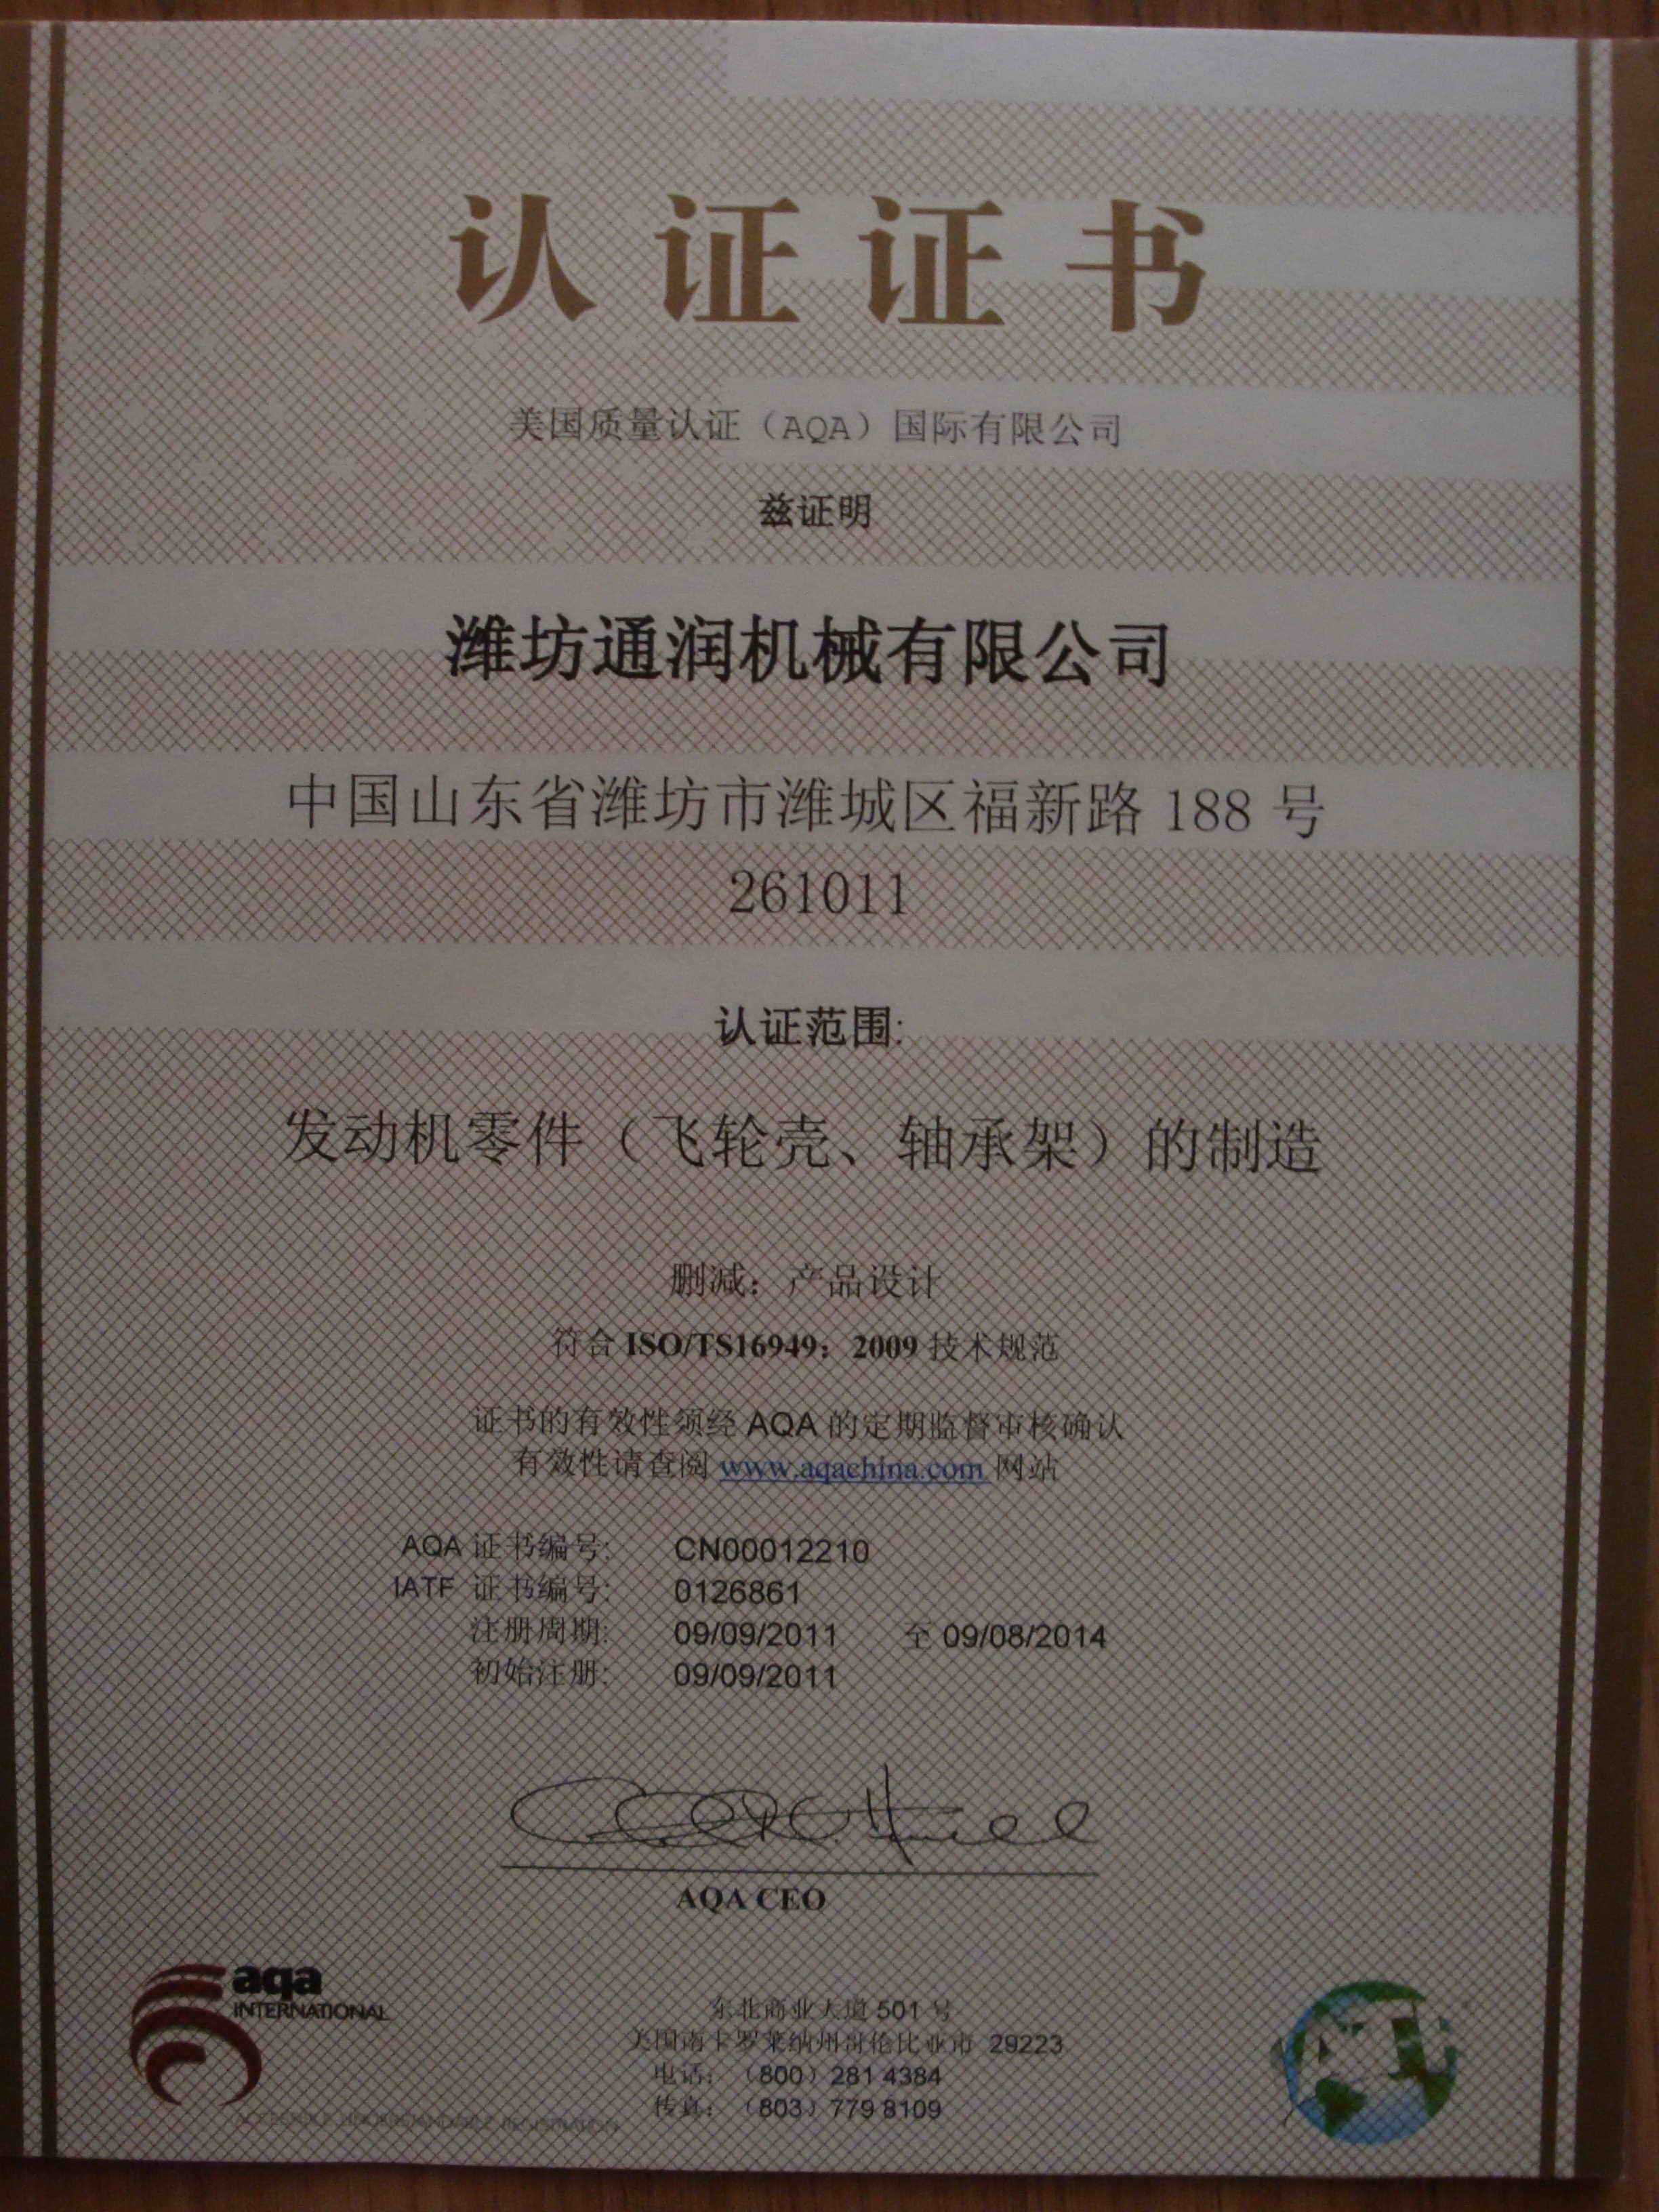 认证证书
美国质量认证（AQA）国际有限公司
兹证明
潍坊通润机械有限公司
中国山东省潍坊市潍城区福新路 188 号
261011
认证范围:
发动机零件（飞轮壳、轴承架）的制造
删减：产品设计
符合 ISO/TS16949：2009 技术规范
证书的有效性须经 AQA 的定期监督审核确认
有效性请查阅 www.aqachina.com 网站
AQA 证书编号: CN00012210
IATF 证书编号: 0126861
注册周期: 09/09/2011 至 09/08/2014
初始注册: 09/09/2011
AQA CEO
aqa
INTERNATIONAL
东北商业大道 501 号
美国南卡罗莱纳州哥伦比亚市 29223
电话：（800）281 4384
传真：（803）779 8109